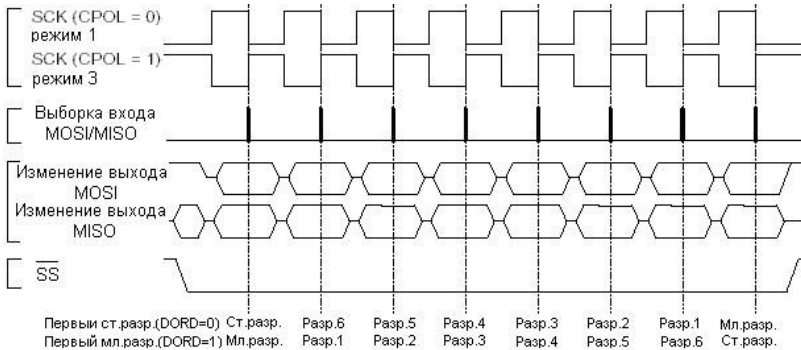 SCK (CPOL = 0)
режим 1
SCK (CPOL = 1)
режим 3
Выборка входа
MOSI/MISO
Изменение выхода
MOSI
Изменение выхода
MISO
SS
Первый ст.разр.(DORD=0) Ст.разр. Разр.6 Разр.5 Разр.4 Разр.3 Разр.2 Разр.1 Мл.разр.
Первый мл.разр.(DORD=1) Мл.разр. Разр.1 Разр.2 Разр.3 Разр.4 Разр.5 Разр.6 Ст.разр.